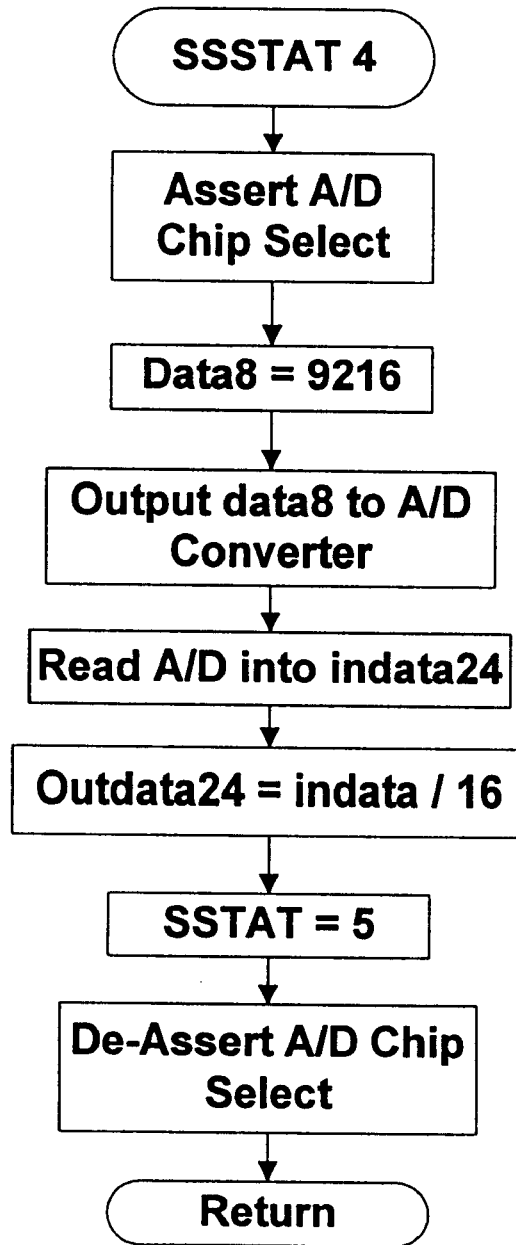 SSSTAT 4
Assert A/D
Chip Select
Data8 = 9216
Output data8 to A/D
Converter
Read A/D into indata24
Outdata24 = indata / 16
SSTAT = 5
De-Assert A/D Chip
Select
Return